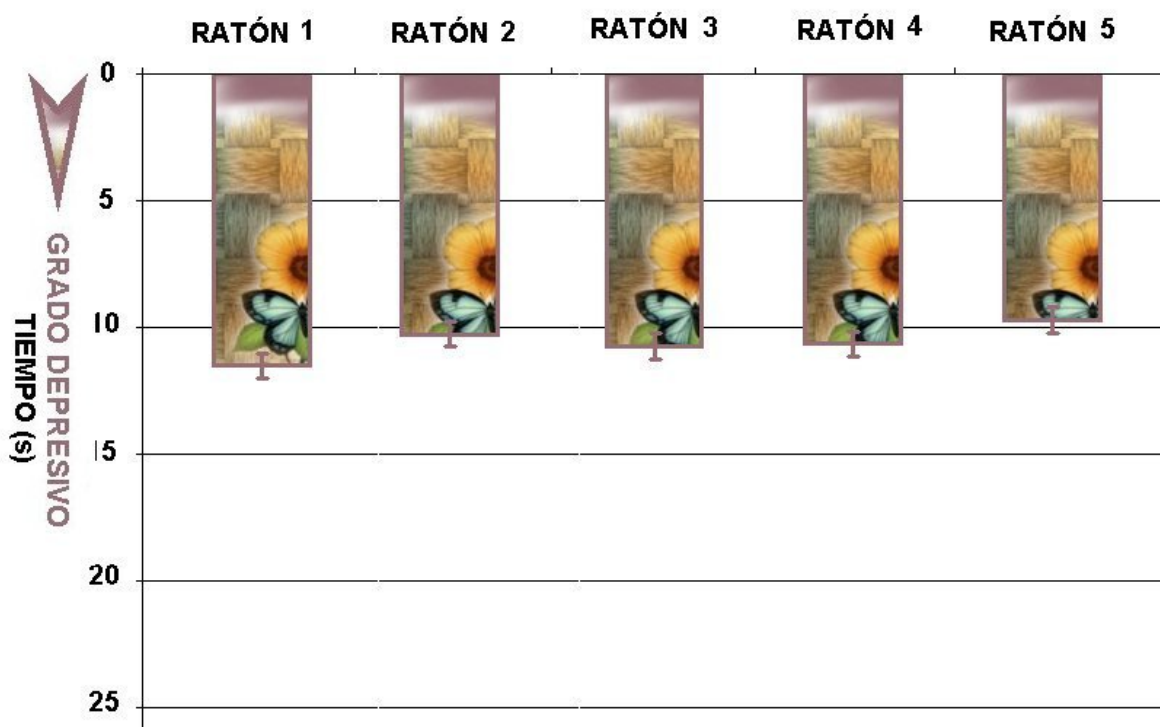 RATÓN 1
RATÓN 2
RATÓN 3
RATÓN 4
RATÓN 5
0
5
10
15
20
25
GRADO DEPRESIVO
TIEMPO (s)